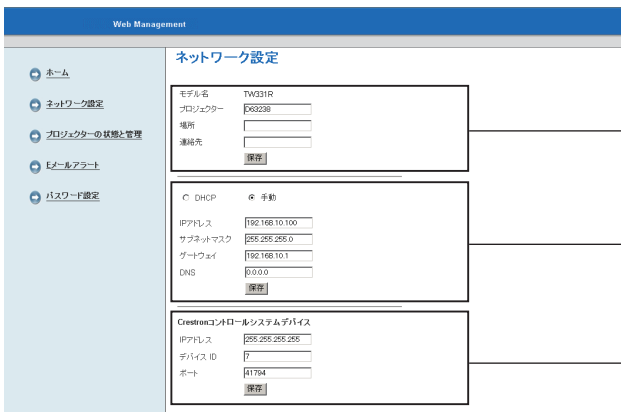 Web Management
ネットワーク設定
ホーム
ネットワーク設定
プロジェクターの状態と管理
Eメールアラート
パスワード設定
モデル名 TW331R
プロジェクター D63238
場所
連絡先
保存
DHCP 手動
IPアドレス 192.168.10.100
サブネットマスク 255.255.255.0
ゲートウェイ 192.168.10.1
DNS 0.0.0.0
保存
Crestronコントロールシステムデバイス
IPアドレス 255.255.255.255
デバイス ID 7
ポート 41794
保存